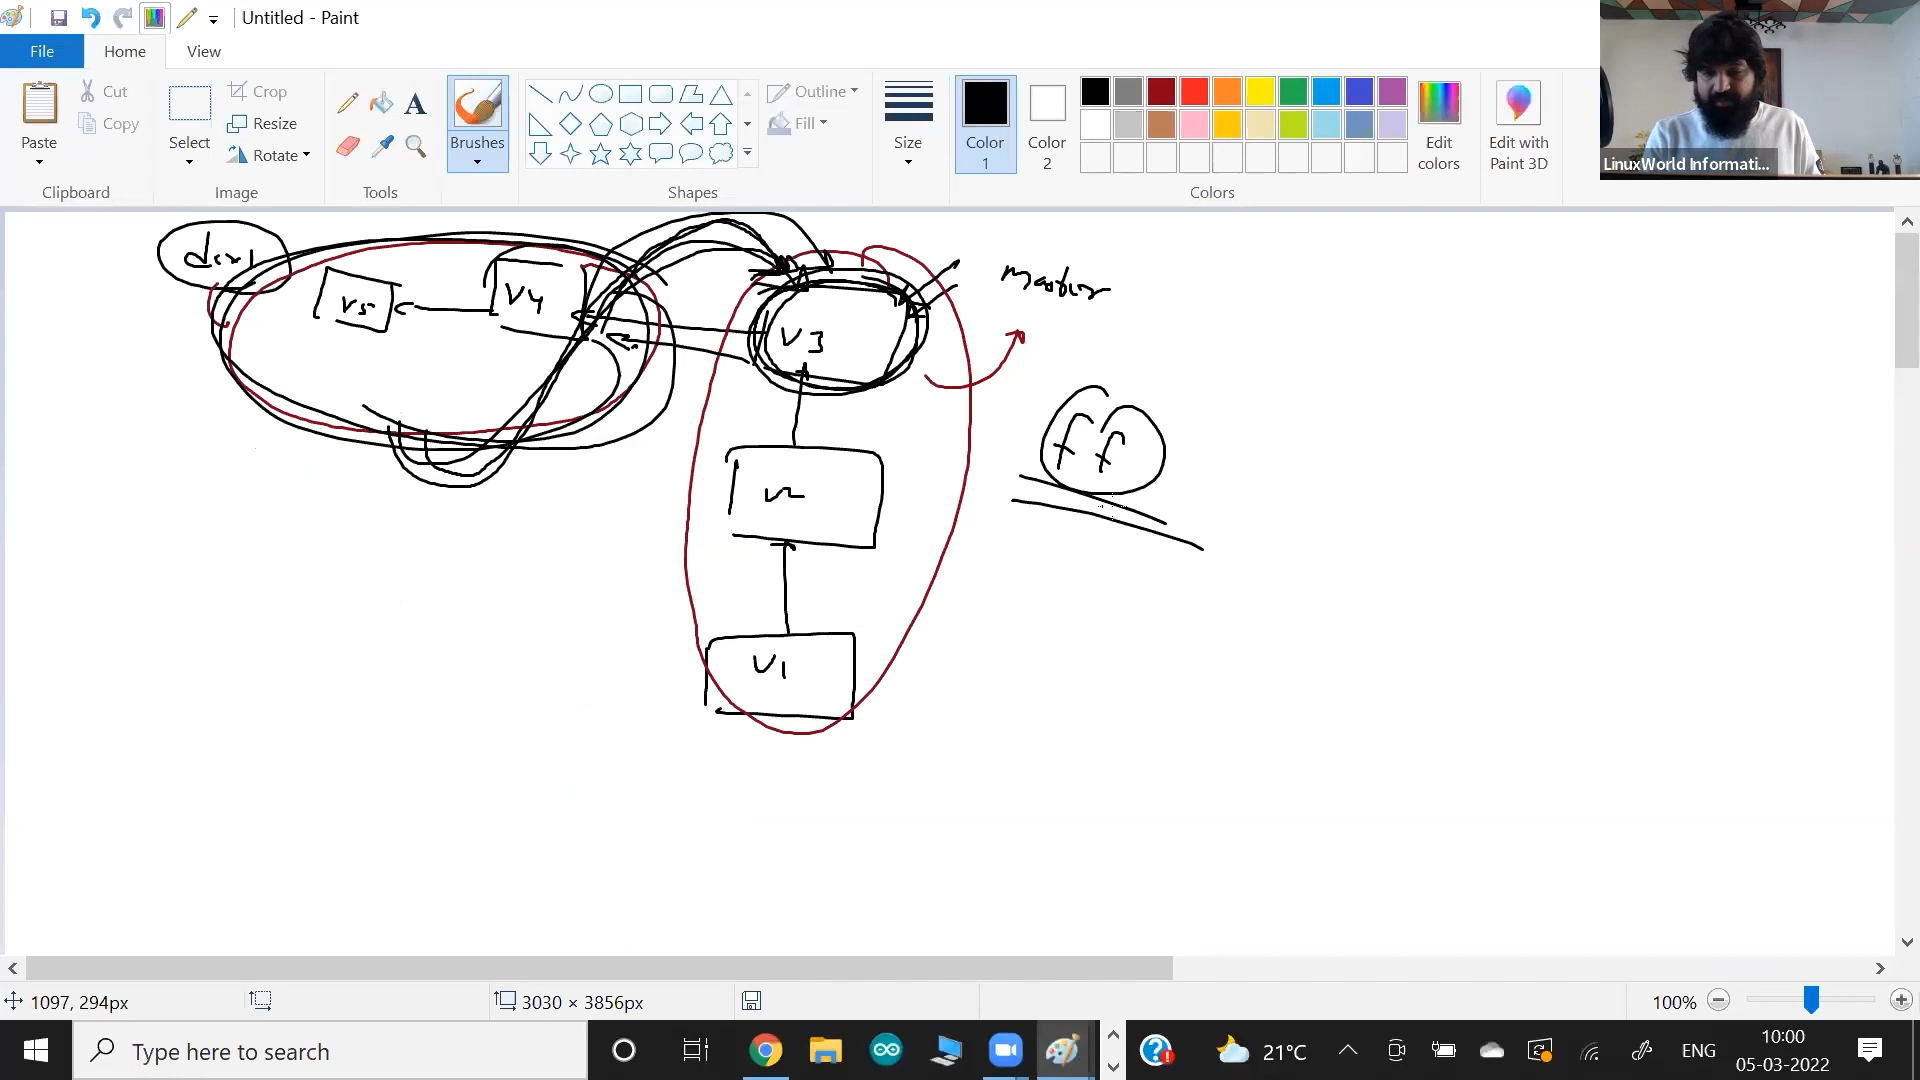 Untitled - Paint
File
Home
View
Paste
Cut
Copy
Clipboard
Select
Crop
Resize
Rotate
Image
A
Tools
Brushes
Shapes
Outline
Fill
Size
Color 1
Color 2
Edit colors
Edit with Paint 3D
Colors
LinuxWorld Informati...
V5
V4
V3
ff
V1
1097, 294px
3030 × 3856px
100%
Type here to search
21°C
ENG
10:00
05-03-2022